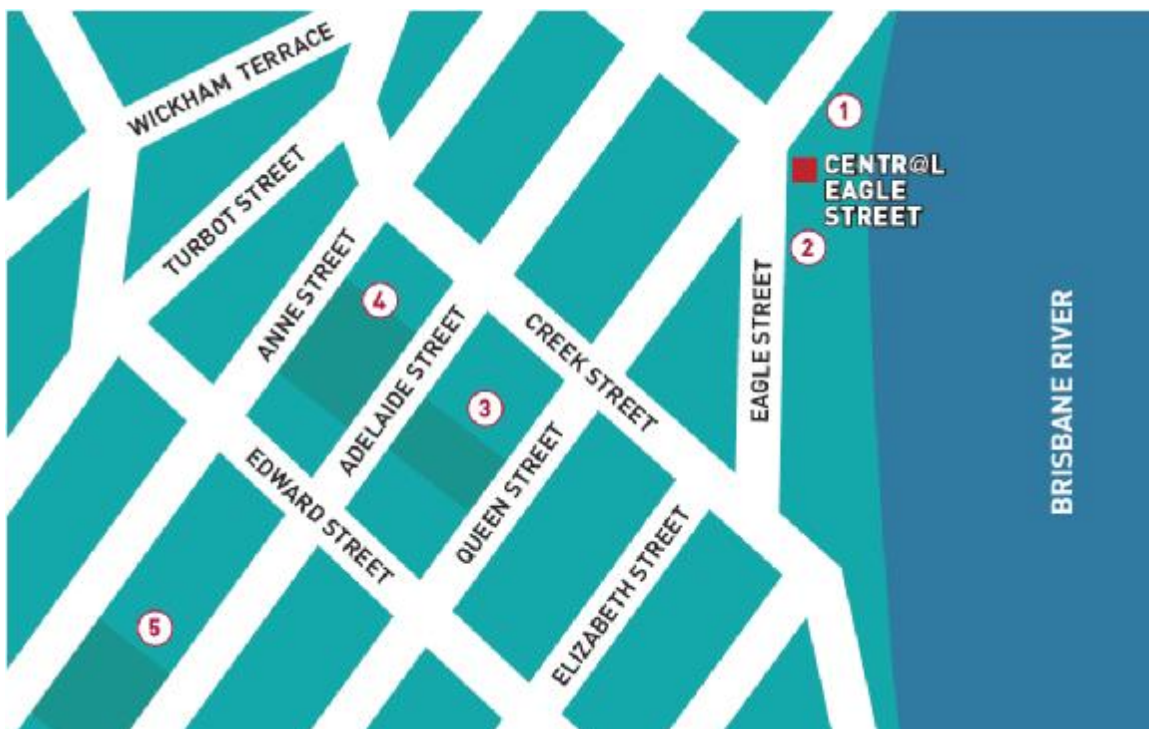 WICKHAM TERRACE
1
CENTR@L
EAGLE
STREET
TURBOT STREET
2
ANNE STREET
4
CREEK STREET
EAGLE STREET
BRISBANE RIVER
ADELAIDE STREET
3
EDWARD STREET
QUEEN STREET
ELIZABETH STREET
5